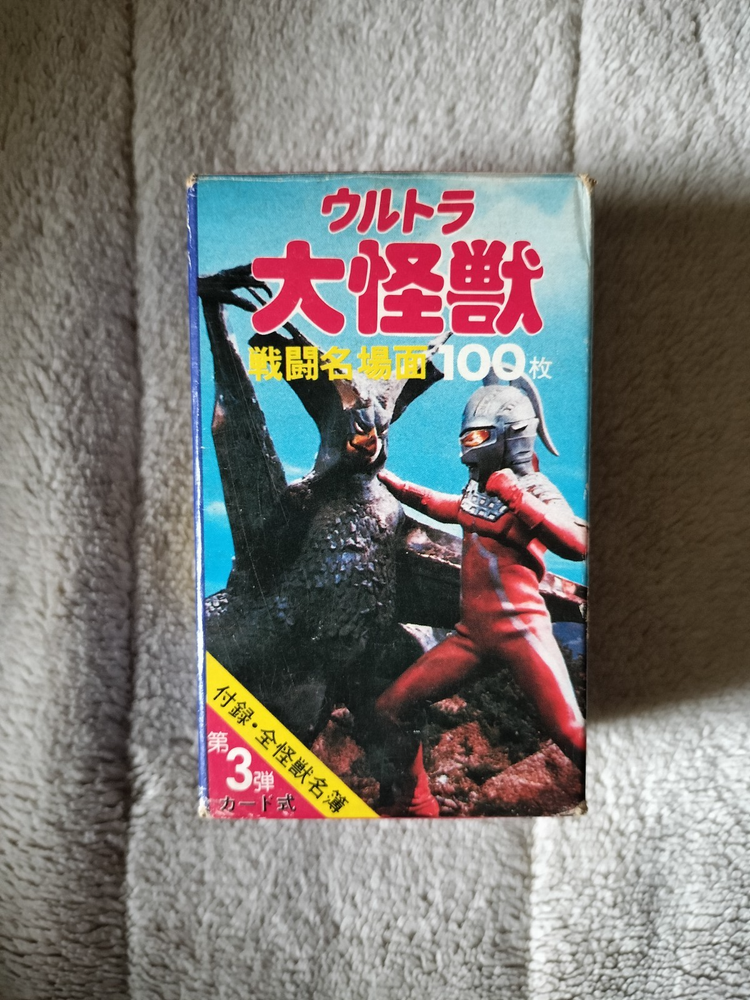 ウルトラ
大怪獣
戦闘名場面100枚
付録・全怪獣名簿
第3弾
カード式